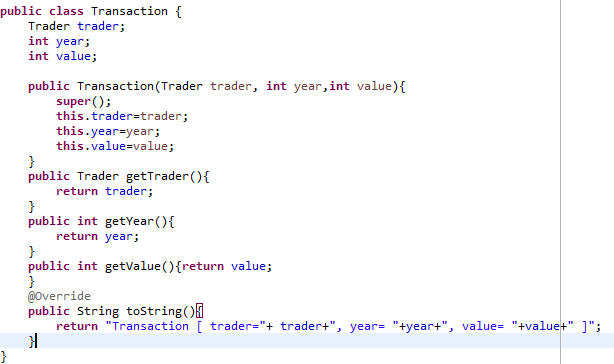 public class Transaction {
    Trader trader;
    int year;
    int value;

    public Transaction(Trader trader, int year,int value){
        super();
        this.trader=trader;
        this.year=year;
        this.value=value;
    }
    public Trader getTrader(){
        return trader;
    }
    public int getYear(){
        return year;
    }
    public int getValue(){return value;
    }
    @Override
    public String toString(){
        return "Transaction [ trader="+ trader+", year= "+year+", value= "+value+" ]";
    }
}